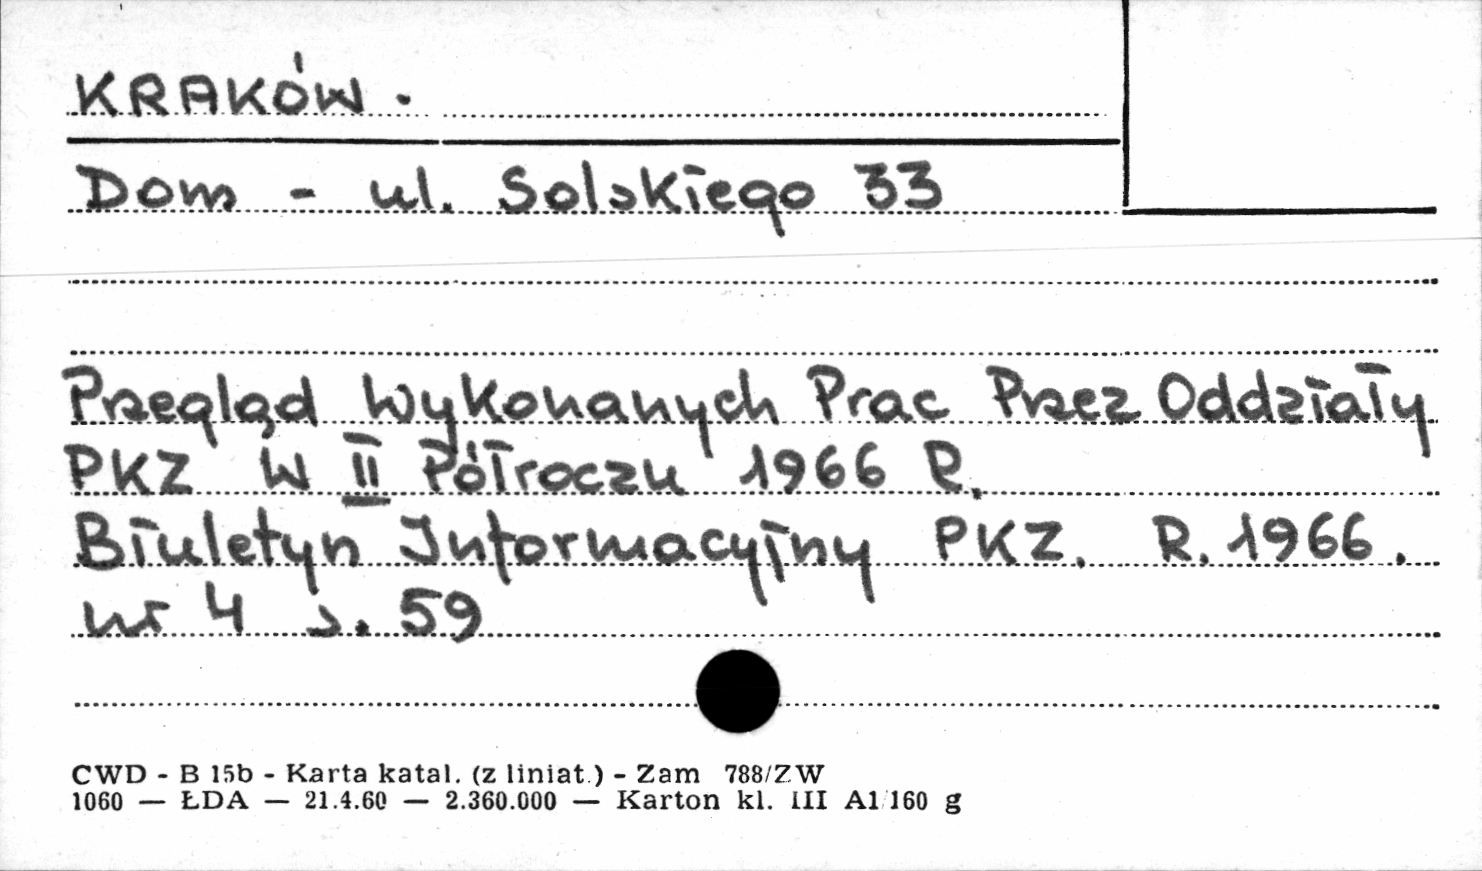 KRAKÓW.
Dom - ul. Solskiego 33
Przegląd Wykonanych Prac Przez Oddziały
PKZ W II Półroczu 1966 R.
Biuletyn Informacyjny PKZ. R. 1966.
nr 4 s. 59
CWD - B 15b - Karta katal. (z liniat.) - Zam 788/ZW
1060 — ŁDA — 21.4.60 — 2.360.000 — Karton kl. III A1/160 g